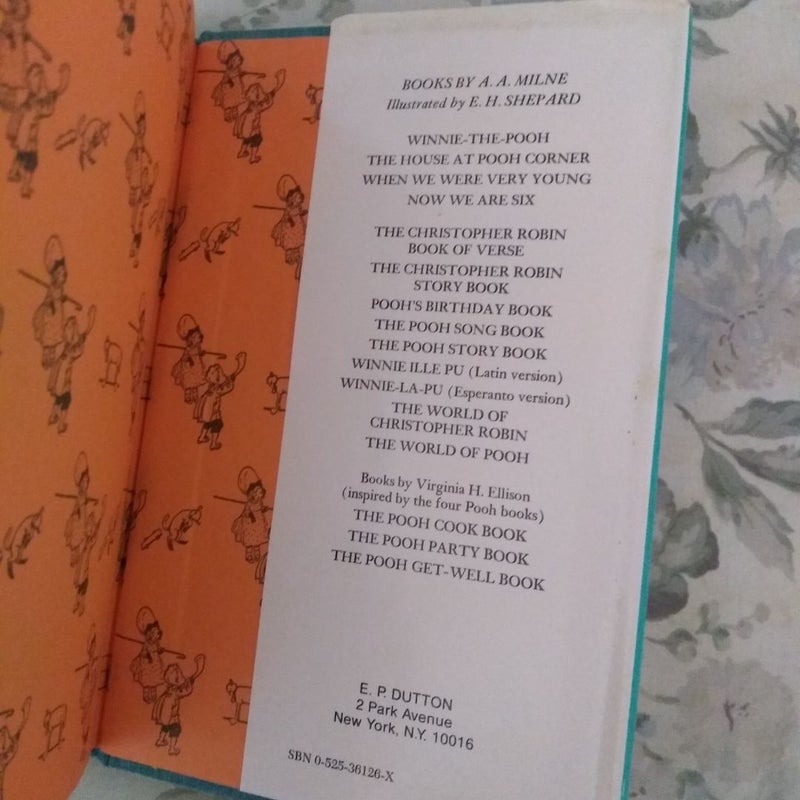 BOOKS BY A. A. MILNE
Illustrated by E. H. SHEPARD
WINNIE-THE-POOH
THE HOUSE AT POOH CORNER
WHEN WE WERE VERY YOUNG
NOW WE ARE SIX
THE CHRISTOPHER ROBIN
BOOK OF VERSE
THE CHRISTOPHER ROBIN
STORY BOOK
POOH'S BIRTHDAY BOOK
THE POOH SONG BOOK
THE POOH STORY BOOK
WINNIE ILLE PU (Latin version)
WINNIE-LA-PU (Esperanto version)
THE WORLD OF
CHRISTOPHER ROBIN
THE WORLD OF POOH
Books by Virginia H. Ellison
(inspired by the four Pooh books)
THE POOH COOK BOOK
THE POOH PARTY BOOK
THE POOH GET-WELL BOOK
E. P. DUTTON
2 Park Avenue
New York, N.Y. 10016
SBN 0-525-36126-X